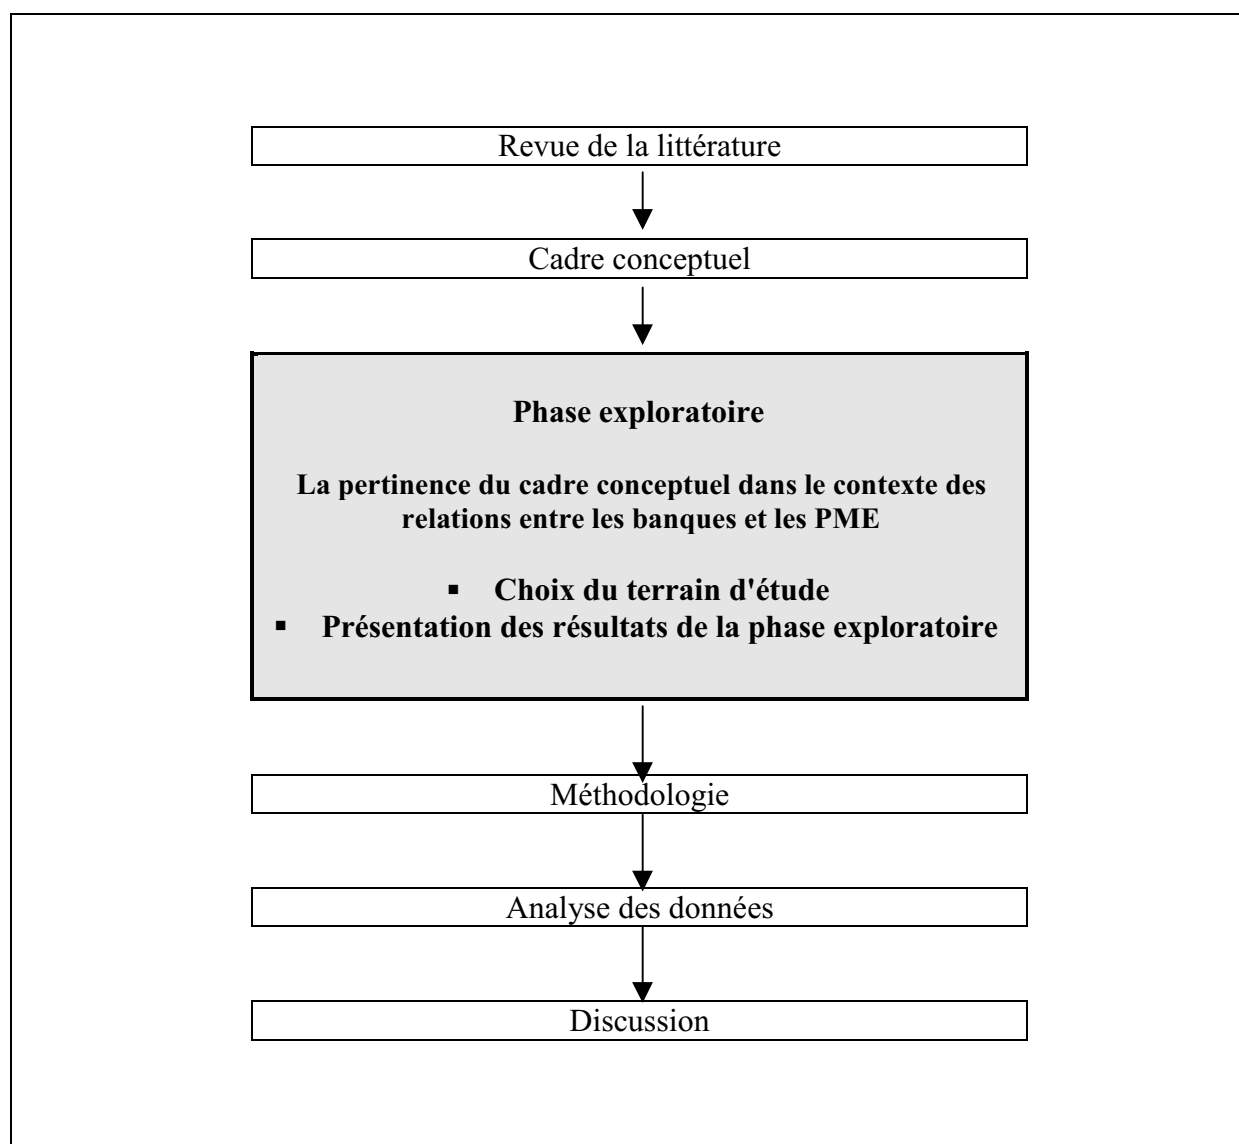 Revue de la littérature
Cadre conceptuel
Phase exploratoire
La pertinence du cadre conceptuel dans le contexte des
relations entre les banques et les PME
▪ Choix du terrain d'étude
▪ Présentation des résultats de la phase exploratoire
Méthodologie
Analyse des données
Discussion